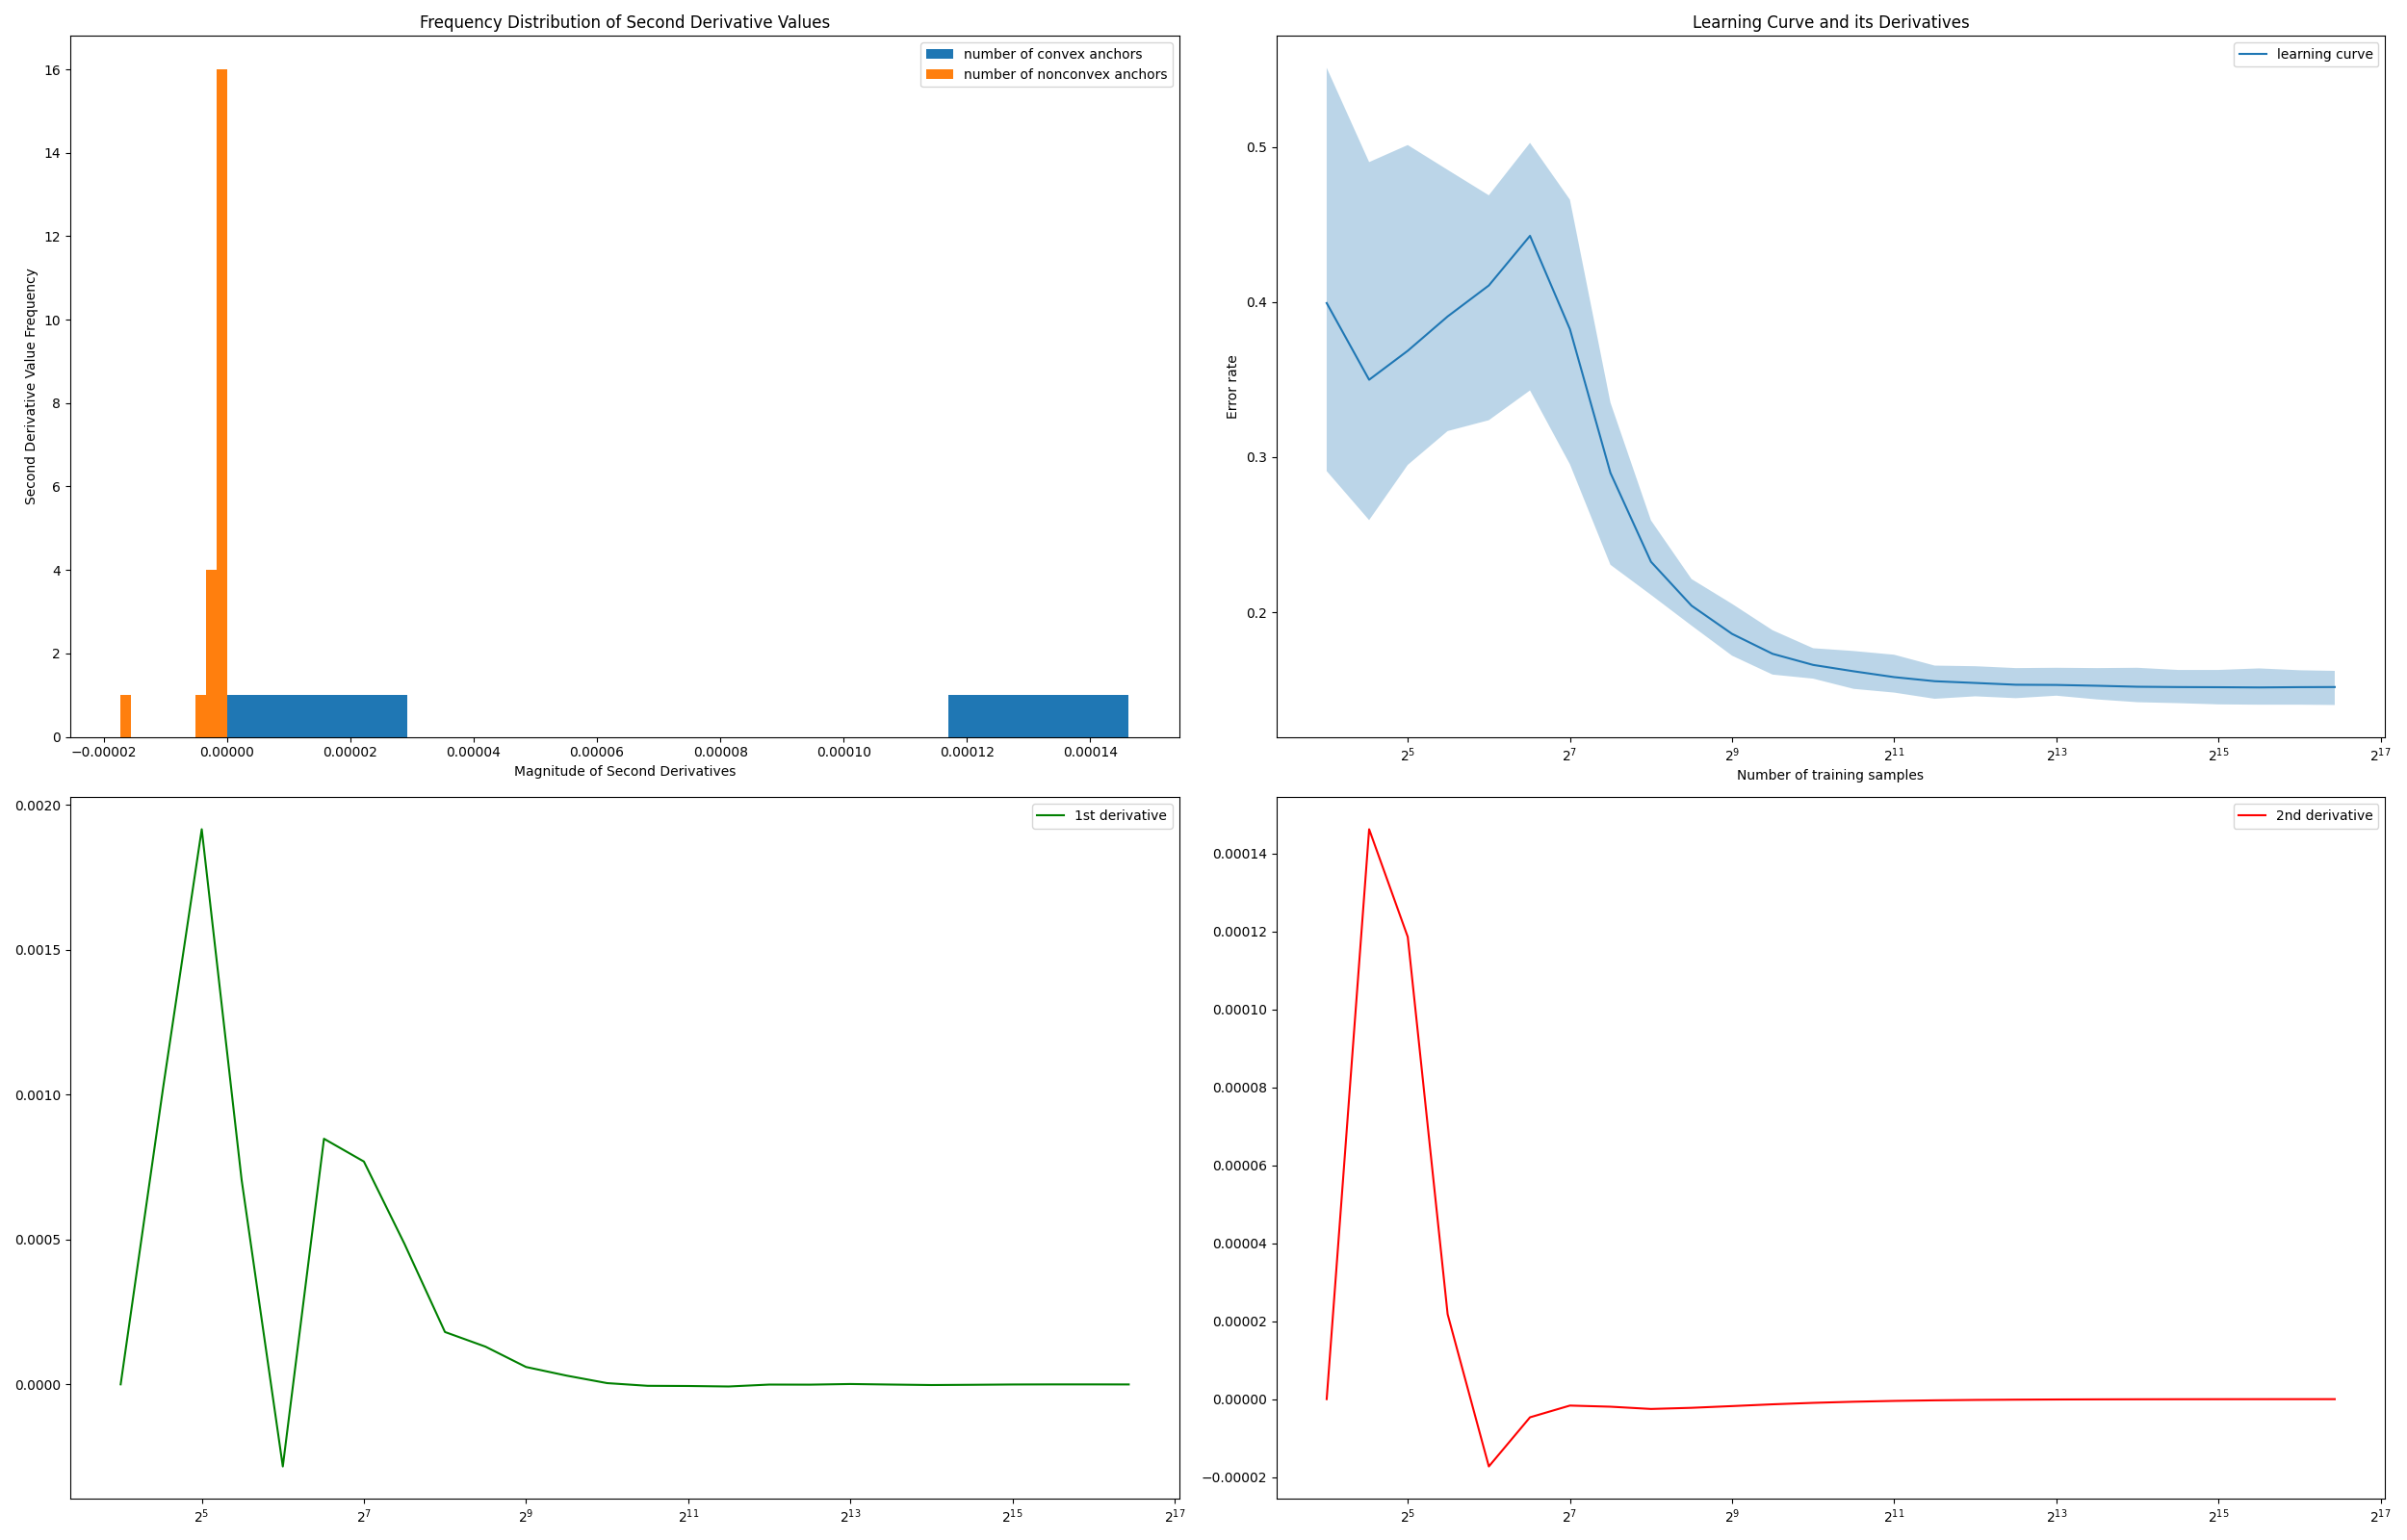 Frequency Distribution of Second Derivative Values
number of convex anchors
number of nonconvex anchors
Second Derivative Value Frequency
16
14
12
10
8
6
4
2
0
−0.00002 0.00000 0.00002 0.00004 0.00006 0.00008 0.00010 0.00012 0.00014
Magnitude of Second Derivatives
Learning Curve and its Derivatives
learning curve
Error rate
0.5
0.4
0.3
0.2
2^5 2^7 2^9 2^11 2^13 2^15 2^17
Number of training samples
1st derivative
0.0020
0.0015
0.0010
0.0005
0.0000
2^5 2^7 2^9 2^11 2^13 2^15 2^17
2nd derivative
0.00014
0.00012
0.00010
0.00008
0.00006
0.00004
0.00002
0.00000
−0.00002
2^5 2^7 2^9 2^11 2^13 2^15 2^17